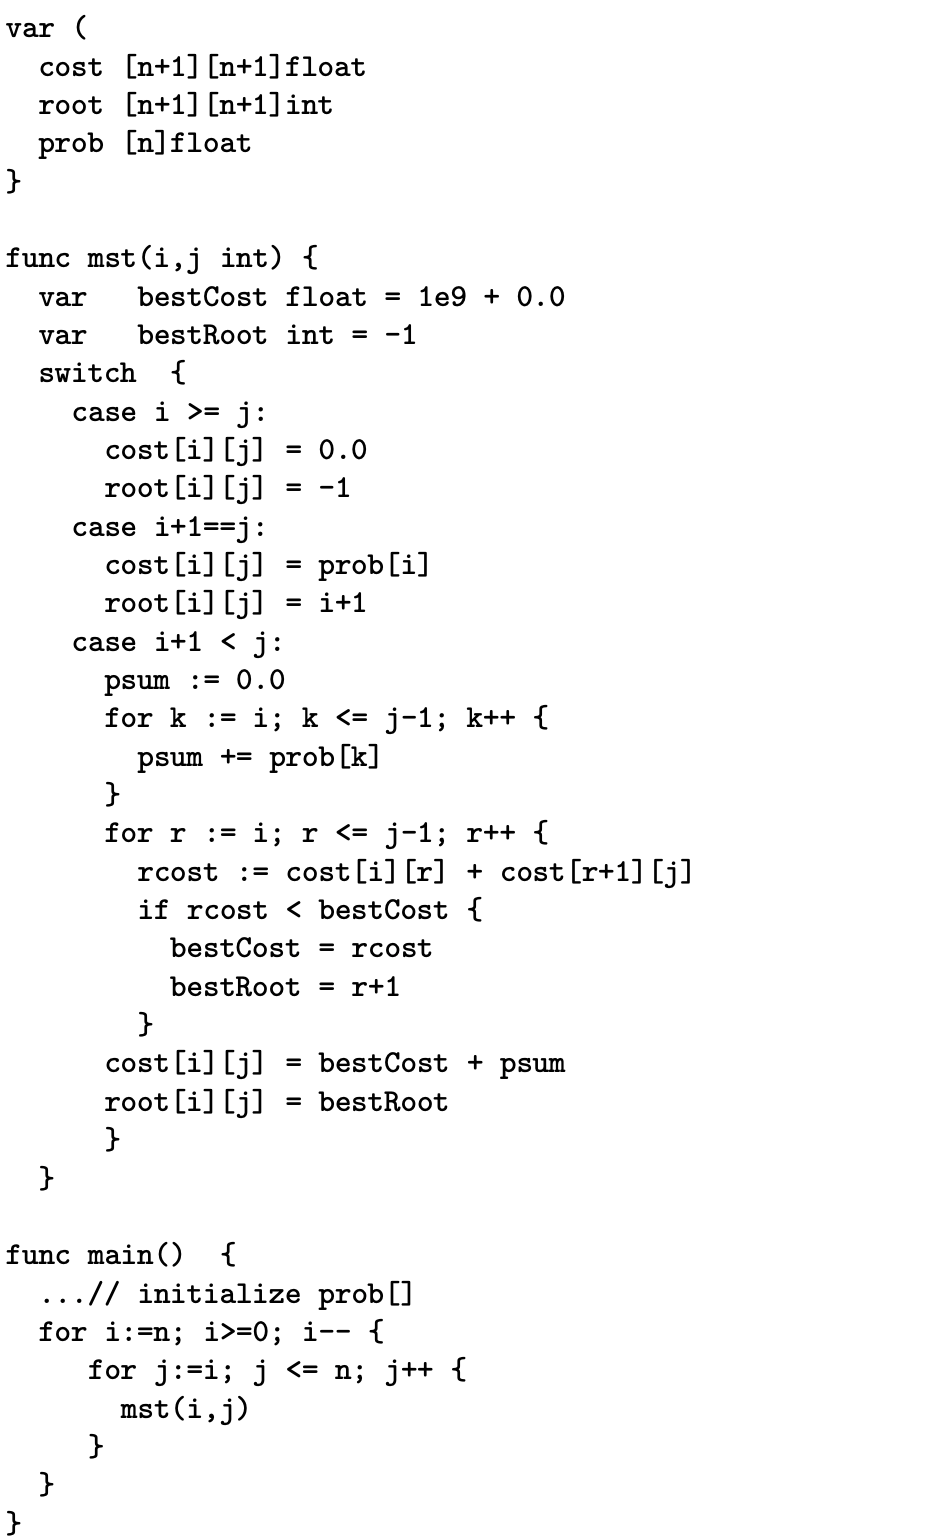 var (
  cost [n+1][n+1]float
  root [n+1][n+1]int
  prob [n]float
}

func mst(i,j int) {
  var   bestCost float = 1e9 + 0.0
  var   bestRoot int = -1
  switch  {
    case i >= j:
      cost[i][j] = 0.0
      root[i][j] = -1
    case i+1==j:
      cost[i][j] = prob[i]
      root[i][j] = i+1
    case i+1 < j:
      psum := 0.0
      for k := i; k <= j-1; k++ {
        psum += prob[k]
      }
      for r := i; r <= j-1; r++ {
        rcost := cost[i][r] + cost[r+1][j]
        if rcost < bestCost {
          bestCost = rcost
          bestRoot = r+1
        }
      cost[i][j] = bestCost + psum
      root[i][j] = bestRoot
      }
  }

func main()  {
  ...// initialize prob[]
  for i:=n; i>=0; i-- {
     for j:=i; j <= n; j++ {
       mst(i,j)
     }
  }
}